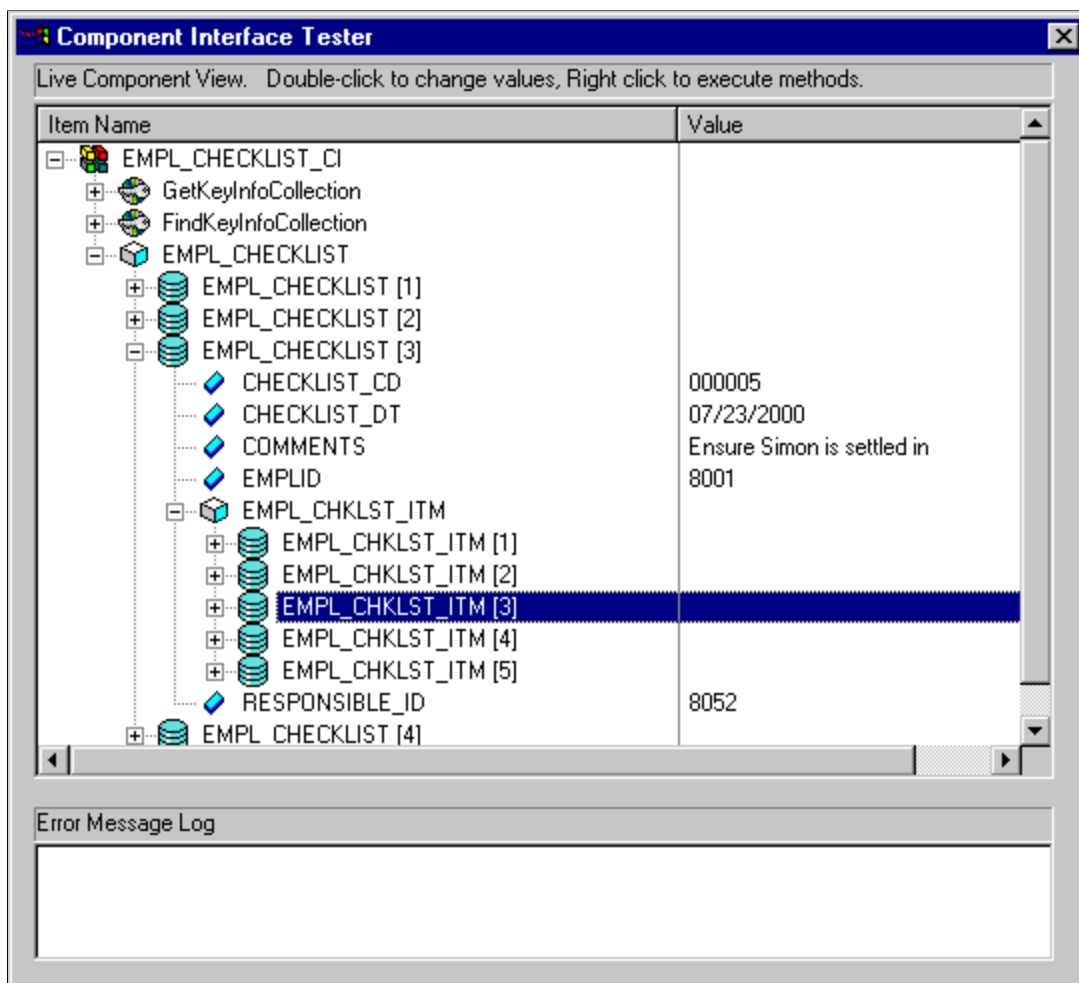 Component Interface Tester
Live Component View. Double-click to change values, Right click to execute methods.
Item Name Value
EMPL_CHECKLIST_CI
GetKeyInfoCollection
FindKeyInfoCollection
EMPL_CHECKLIST
EMPL_CHECKLIST [1]
EMPL_CHECKLIST [2]
EMPL_CHECKLIST [3]
CHECKLIST_CD 000005
CHECKLIST_DT 07/23/2000
COMMENTS Ensure Simon is settled in
EMPLID 8001
EMPL_CHKLST_ITM
EMPL_CHKLST_ITM [1]
EMPL_CHKLST_ITM [2]
EMPL_CHKLST_ITM [3]
EMPL_CHKLST_ITM [4]
EMPL_CHKLST_ITM [5]
RESPONSIBLE_ID 8052
EMPL_CHECKLIST [4]
Error Message Log